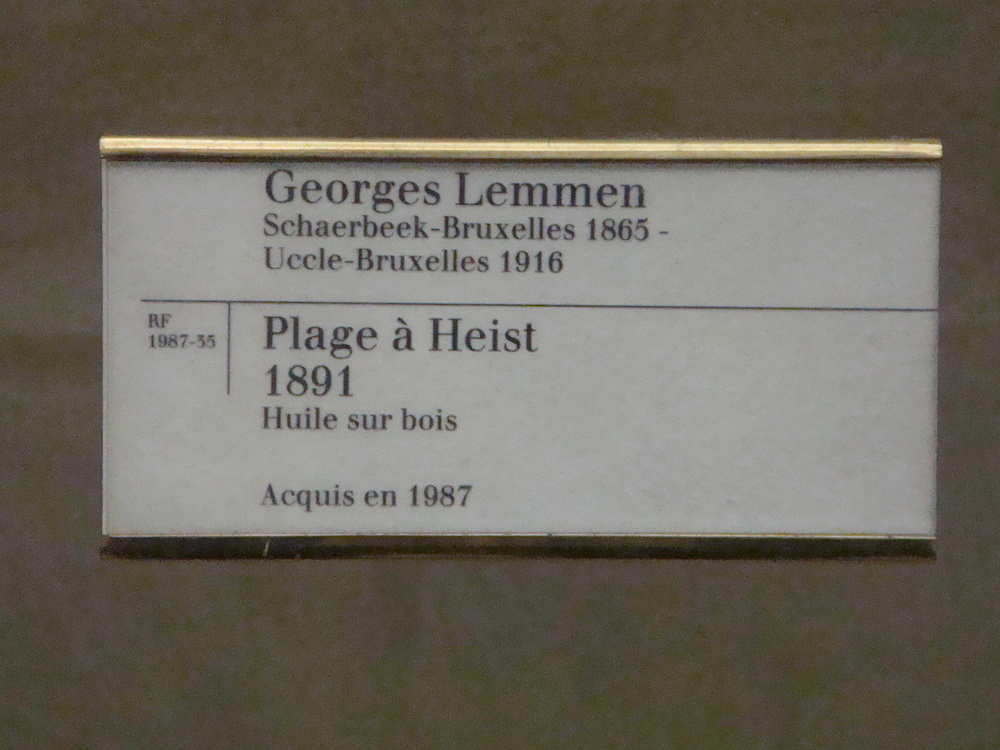 Georges Lemmen
Schaerbeek-Bruxelles 1865 -
Uccle-Bruxelles 1916
RF
1987-35
Plage à Heist
1891
Huile sur bois
Acquis en 1987